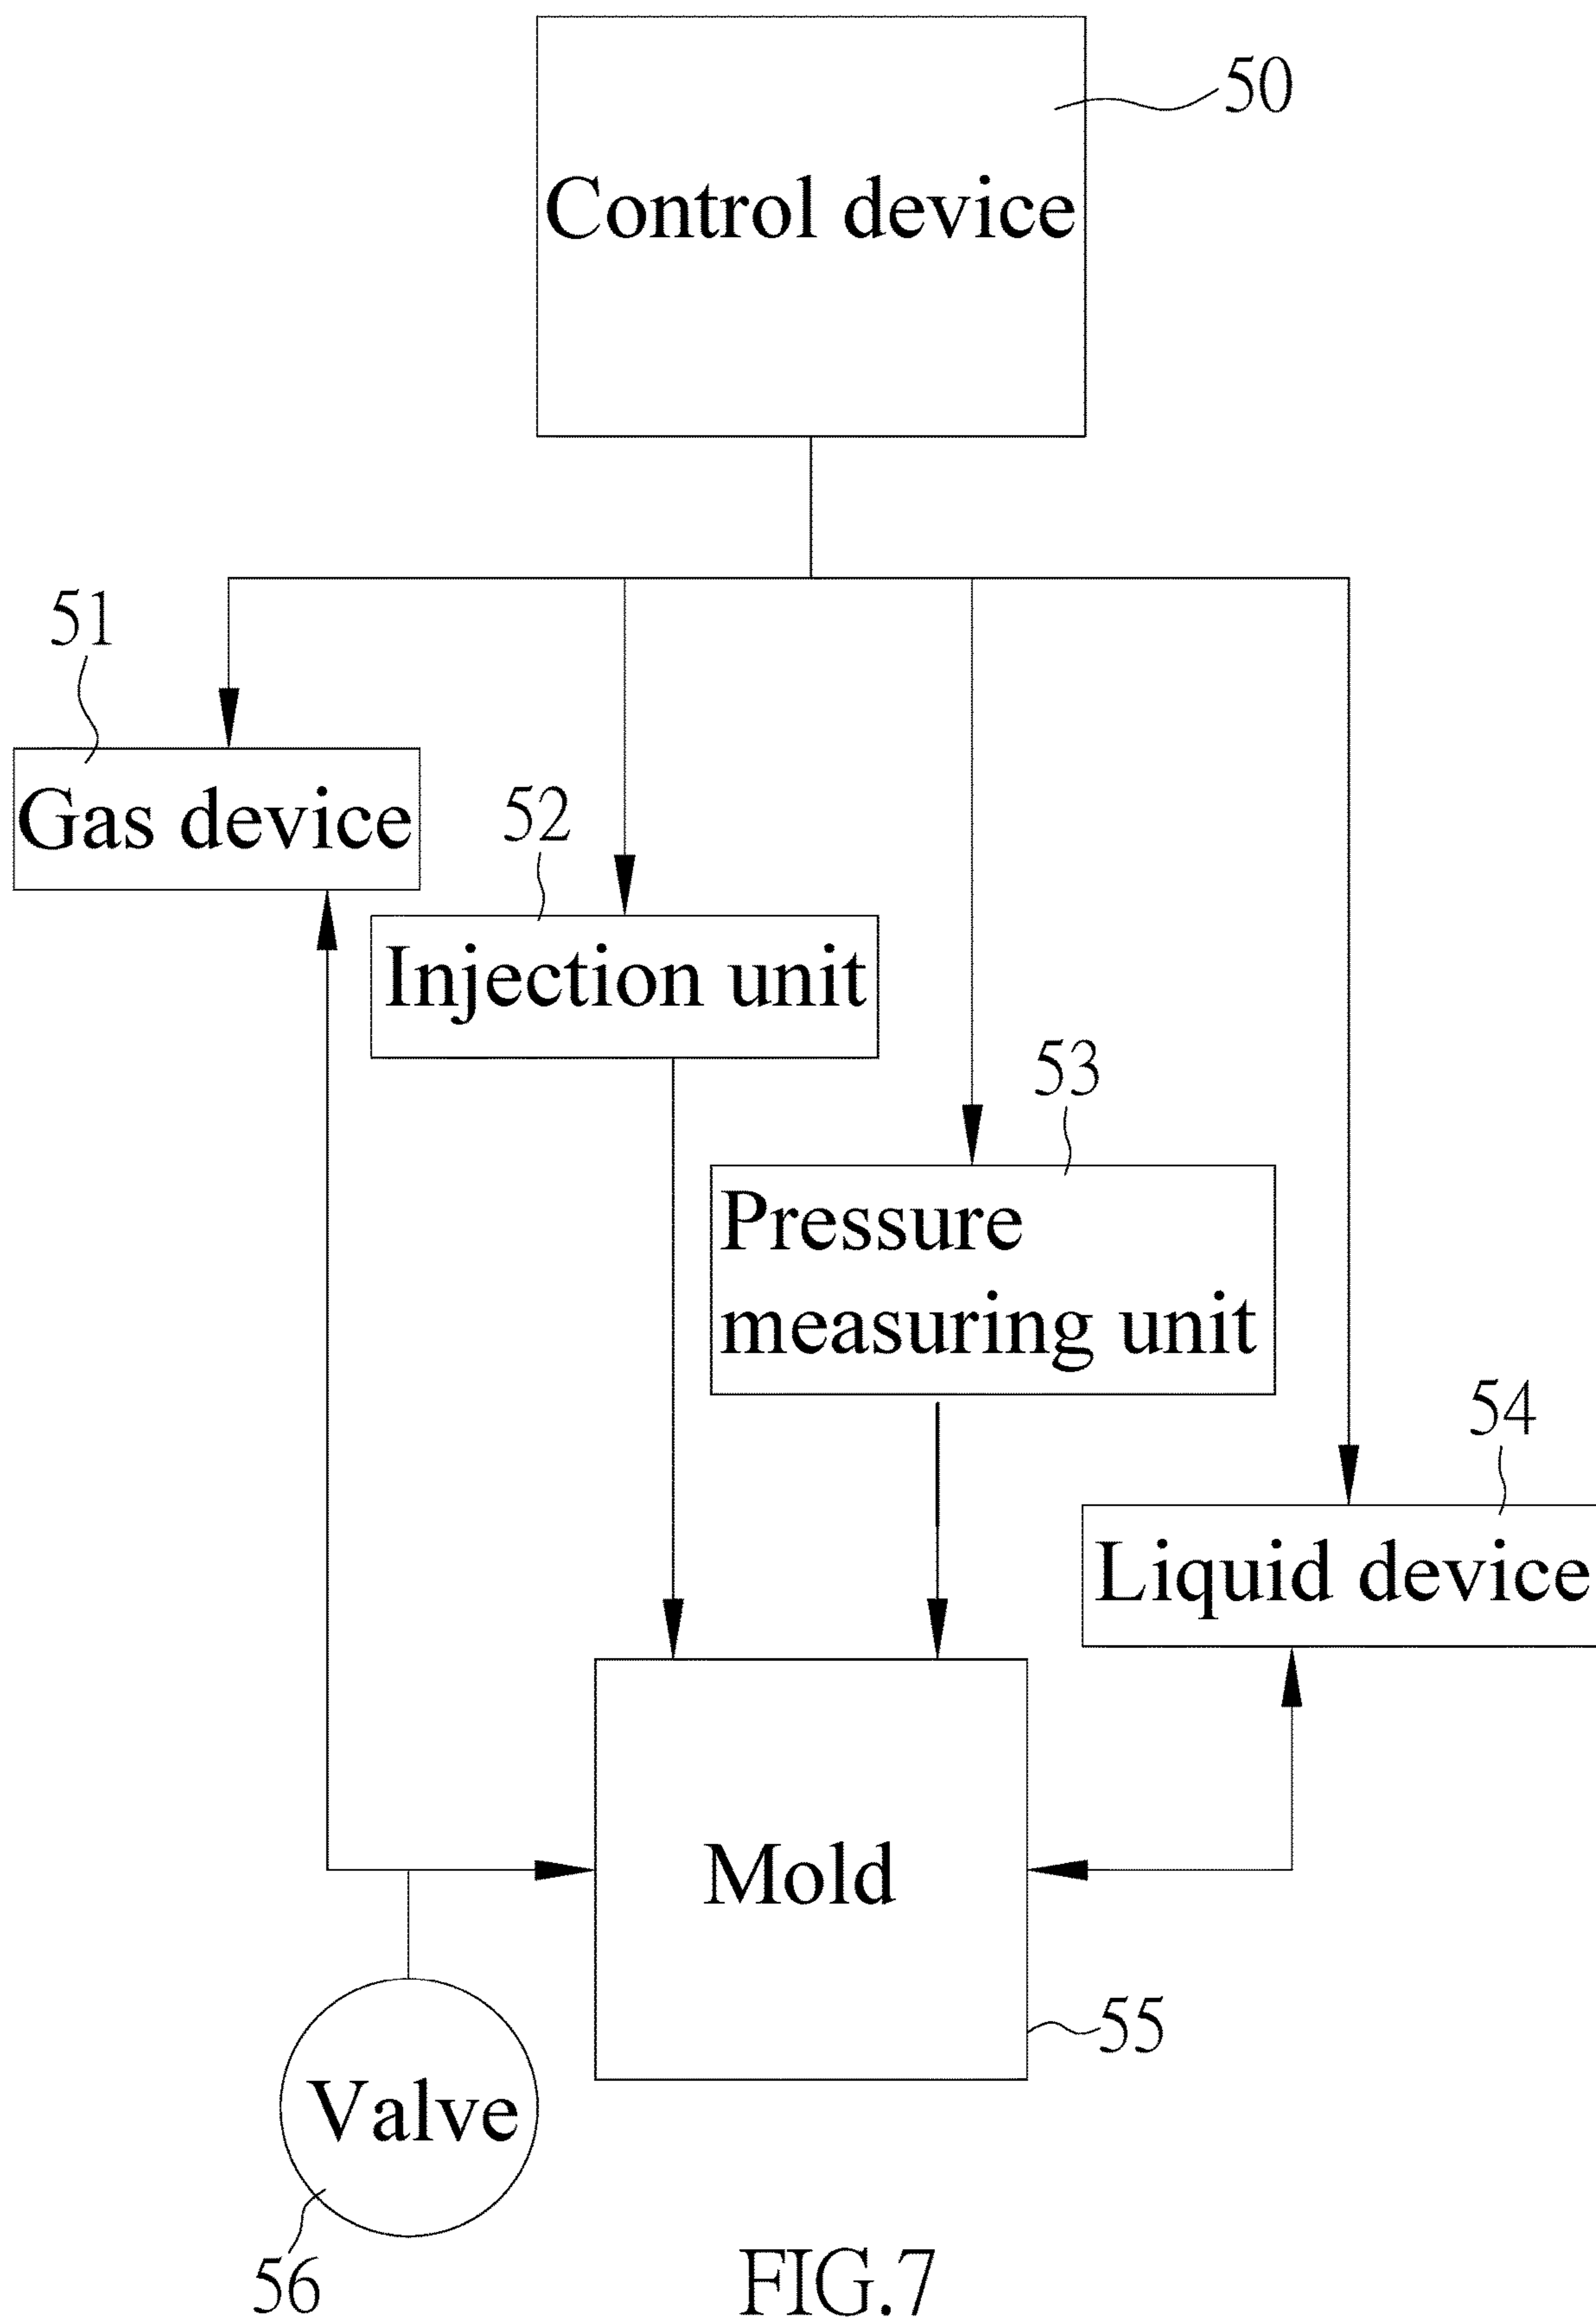 50
Control device
51
Gas device
52
Injection unit
53
Pressure
measuring unit
54
Liquid device
Mold
55
Valve
56
FIG.7